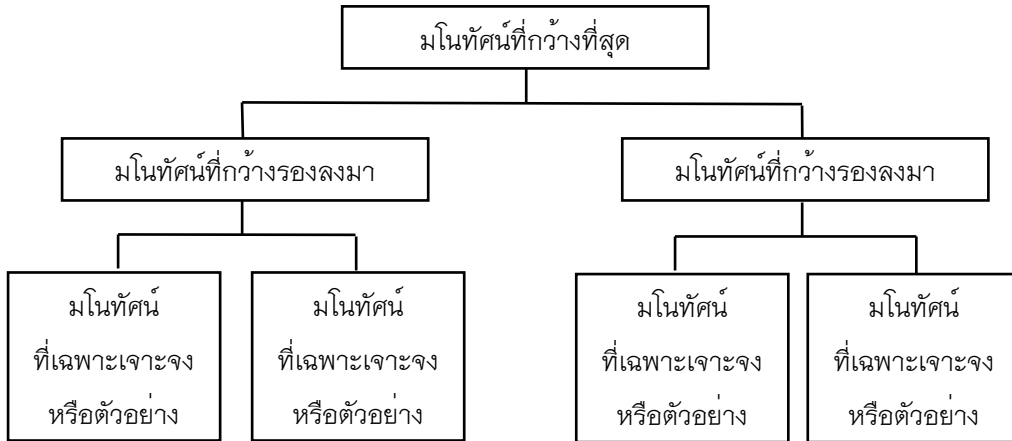 มโนทัศน์ที่กว้างที่สุด
มโนทัศน์ที่กว้างรองลงมา
มโนทัศน์ที่กว้างรองลงมา
มโนทัศน์
ที่เฉพาะเจาะจง
หรือตัวอย่าง
มโนทัศน์
ที่เฉพาะเจาะจง
หรือตัวอย่าง
มโนทัศน์
ที่เฉพาะเจาะจง
หรือตัวอย่าง
มโนทัศน์
ที่เฉพาะเจาะจง
หรือตัวอย่าง